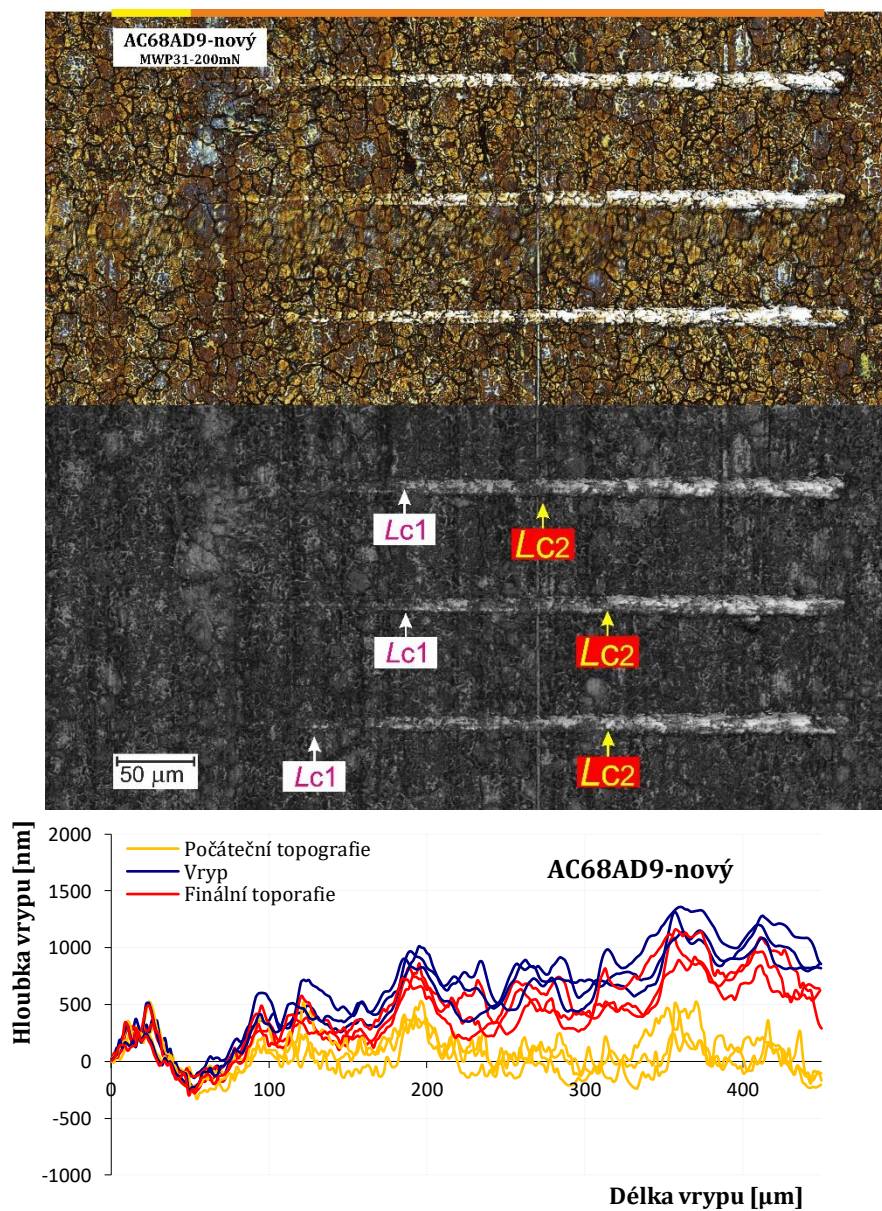 AC68AD9-nový
MWP31-200mN
Lc1
Lc2
Lc1
Lc2
Lc1
Lc2
50 µm
Hloubka vrypu [nm]
2000
1500
1000
500
0
-500
-1000
Počáteční topografie
Vryp
Finální toporafie
AC68AD9-nový
0
100
200
300
400
Délka vrypu [µm]